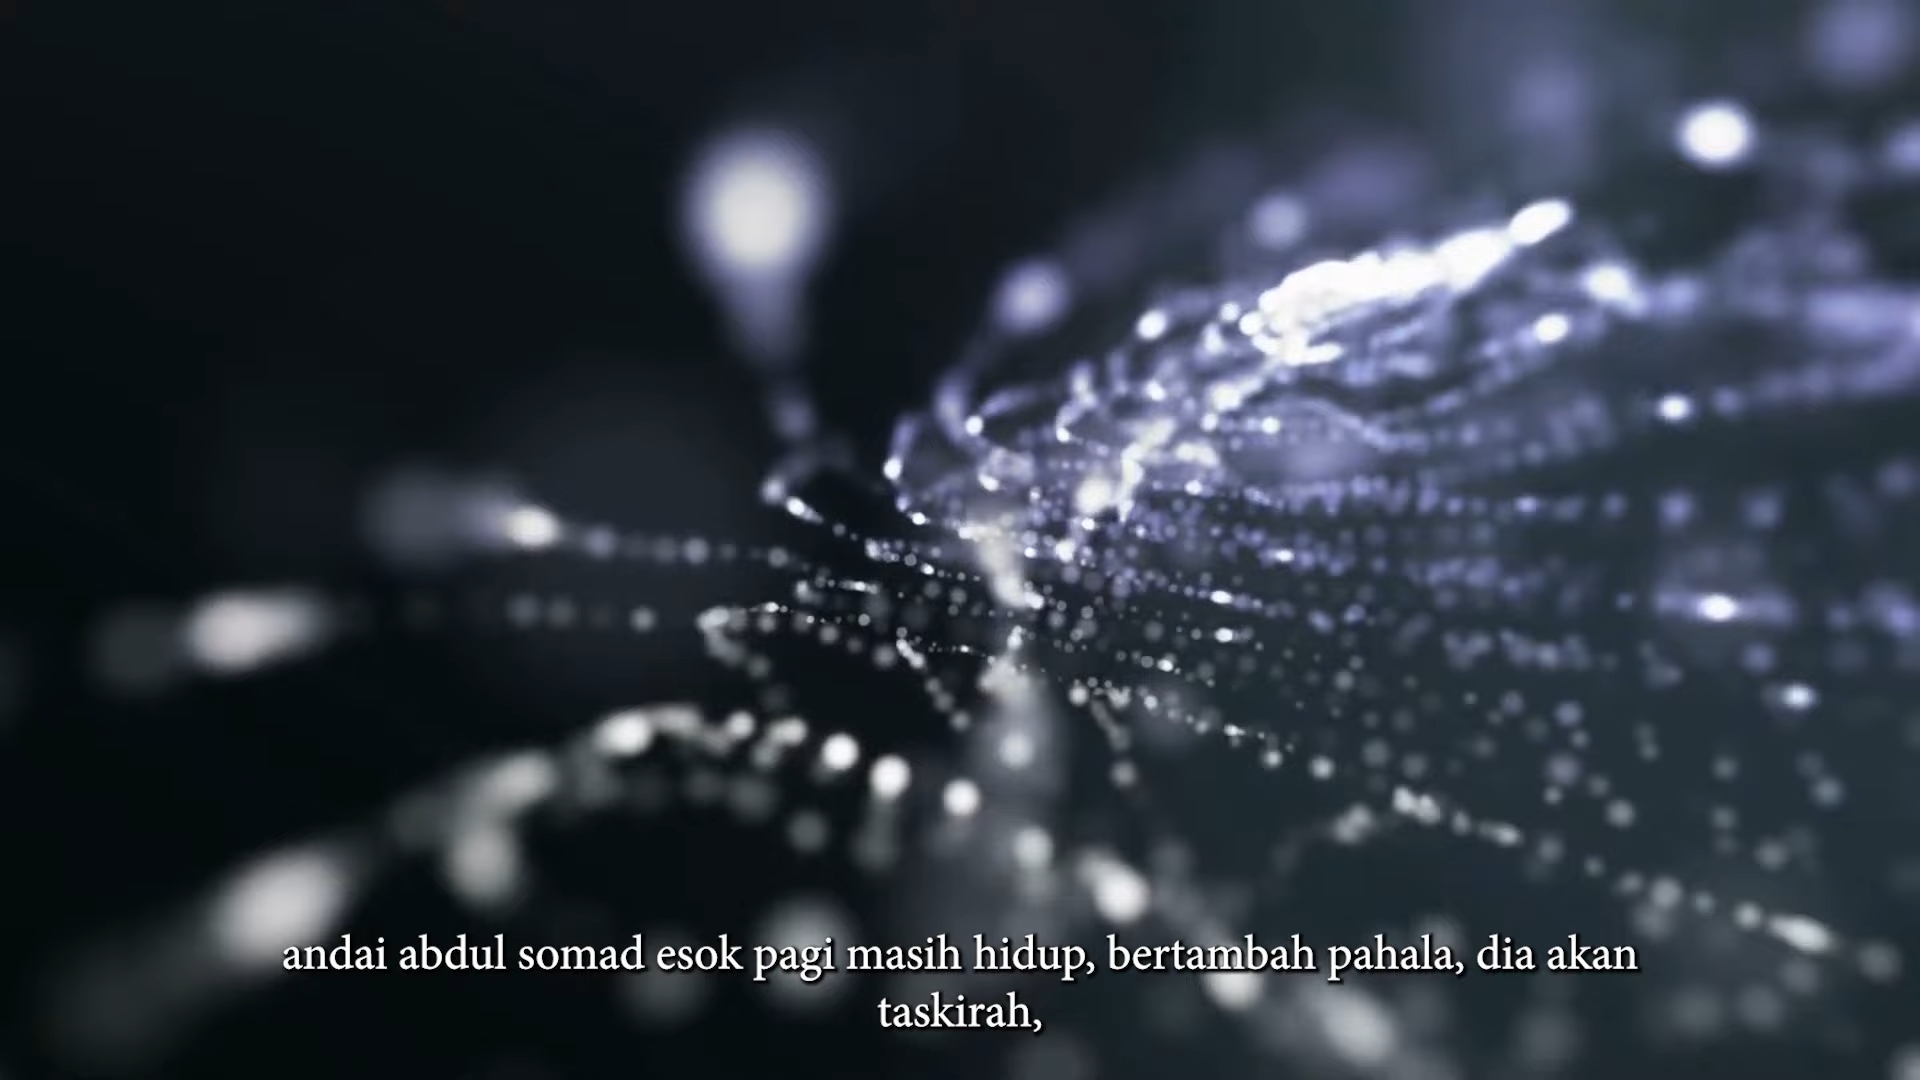 andai abdul somad esok pagi masih hidup, bertambah pahala, dia akan
taskirah,